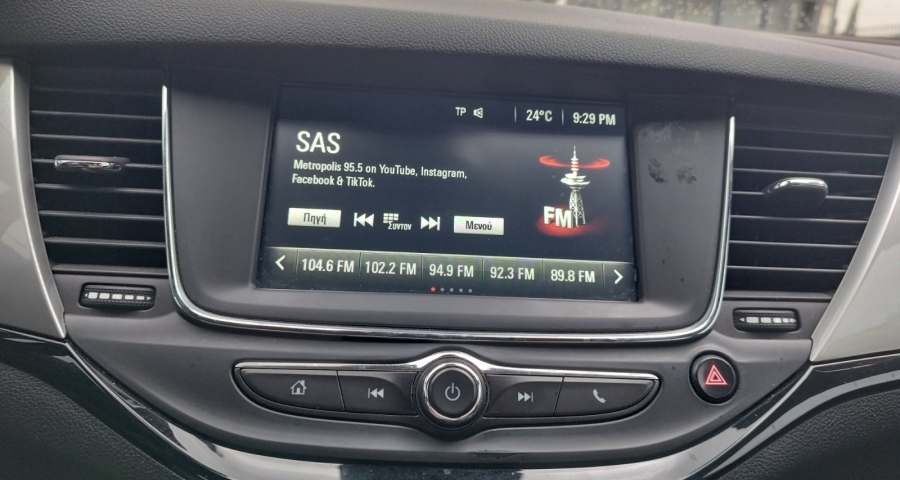 TP 24°C 9:29 PM
SAS
Metropolis 95.5 on YouTube, Instagram,
Facebook & TikTok.
FM
Πηγή Συντον Μενού
104.6 FM 102.2 FM 94.9 FM 92.3 FM 89.8 FM